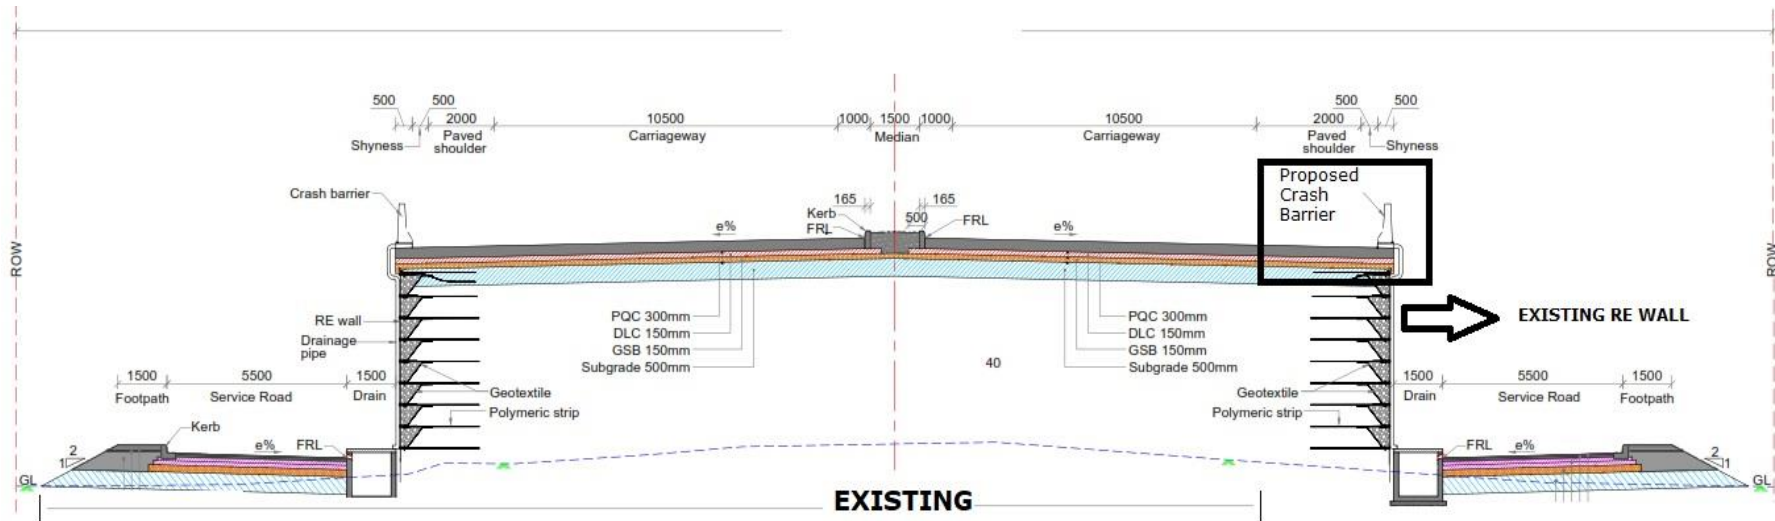 500
500
2000
10500
1000
1500
1000
10500
2000
500
500
Shyness
Paved
shoulder
Carriageway
Median
Carriageway
Paved
shoulder
Shyness
Crash barrier
165
165
Kerb
500
FRL
FRL
e%
e%
Proposed
Crash
Barrier
ROW
ROW
RE wall
Drainage
pipe
PQC 300mm
DLC 150mm
GSB 150mm
Subgrade 500mm
PQC 300mm
DLC 150mm
GSB 150mm
Subgrade 500mm
40
EXISTING RE WALL
1500
5500
1500
Footpath
Service Road
Drain
Geotextile
Polymeric strip
Geotextile
Polymeric strip
1500
5500
1500
Drain
Service Road
Footpath
Kerb
e%
FRL
2
1
GL
FRL
e%
2
1
GL
EXISTING